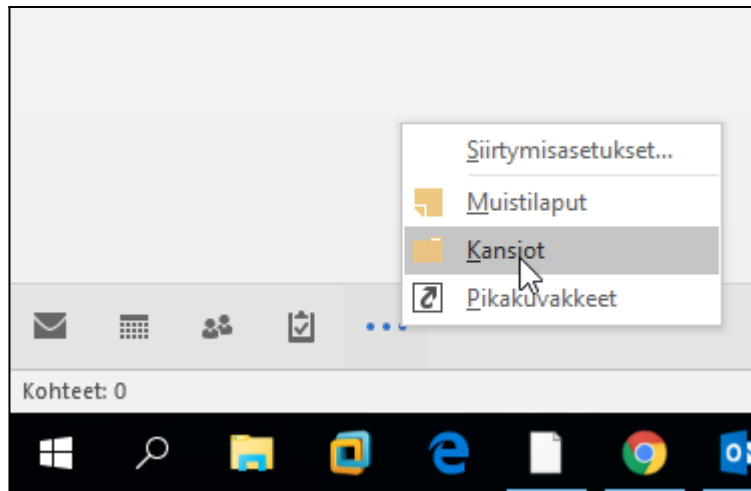 Siirtymisasetukset...
Muistilaput
Kansiot
Pikakuvakkeet
Kohteet: 0